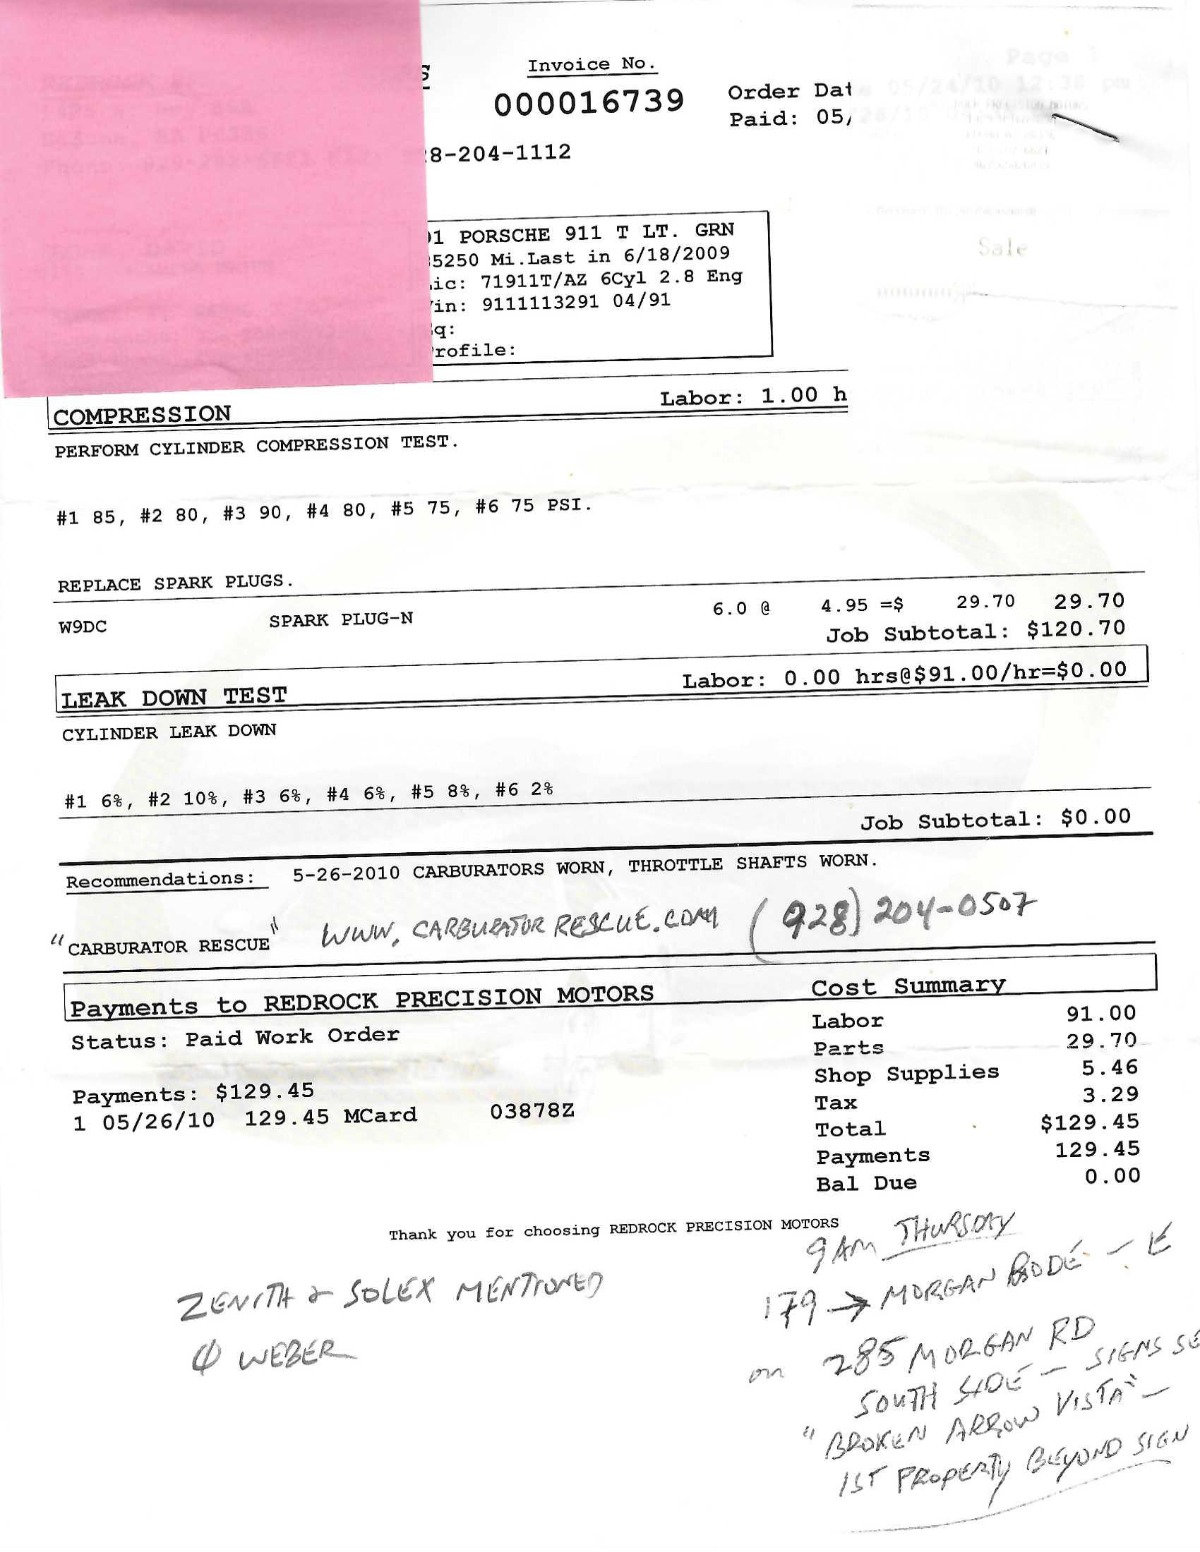 Invoice No.
000016739
Order Dat
Paid: 05,
8-204-1112
Sale
1 PORSCHE 911 T LT. GRN
5250 Mi.Last in 6/18/2009
ic: 71911T/AZ 6Cyl 2.8 Eng
in: 9111113291 04/91
q:
rofile:
COMPRESSION Labor: 1.00 h
PERFORM CYLINDER COMPRESSION TEST.
#1 85, #2 80, #3 90, #4 80, #5 75, #6 75 PSI.
REPLACE SPARK PLUGS.
W9DC SPARK PLUG-N 6.0 @ 4.95 =$ 29.70 29.70
Job Subtotal: $120.70
LEAK DOWN TEST Labor: 0.00 hrs@$91.00/hr=$0.00
CYLINDER LEAK DOWN
#1 6%, #2 10%, #3 6%, #4 6%, #5 8%, #6 2%
Job Subtotal: $0.00
Recommendations: 5-26-2010 CARBURATORS WORN, THROTTLE SHAFTS WORN.
"CARBURATOR RESCUE" WWW. CARBURATOR RESCUE.COM (928) 204-0507
Payments to REDROCK PRECISION MOTORS
Status: Paid Work Order
Payments: $129.45
1 05/26/10 129.45 MCard 03878Z
Cost Summary
Labor 91.00
Parts 29.70
Shop Supplies 5.46
Tax 3.29
Total $129.45
Payments 129.45
Bal Due 0.00
Thank you for choosing REDROCK PRECISION MOTORS
ZENITH & SOLEX MENTIONED
WEBER
9AM THURSDAY
179 → MORGAN RODE — E
on 285 MORGAN RD
SOUTH SIDE — SIGNS SE
"BROKEN ARROW VISTA" —
1ST PROPERTY BEYOND SIGN